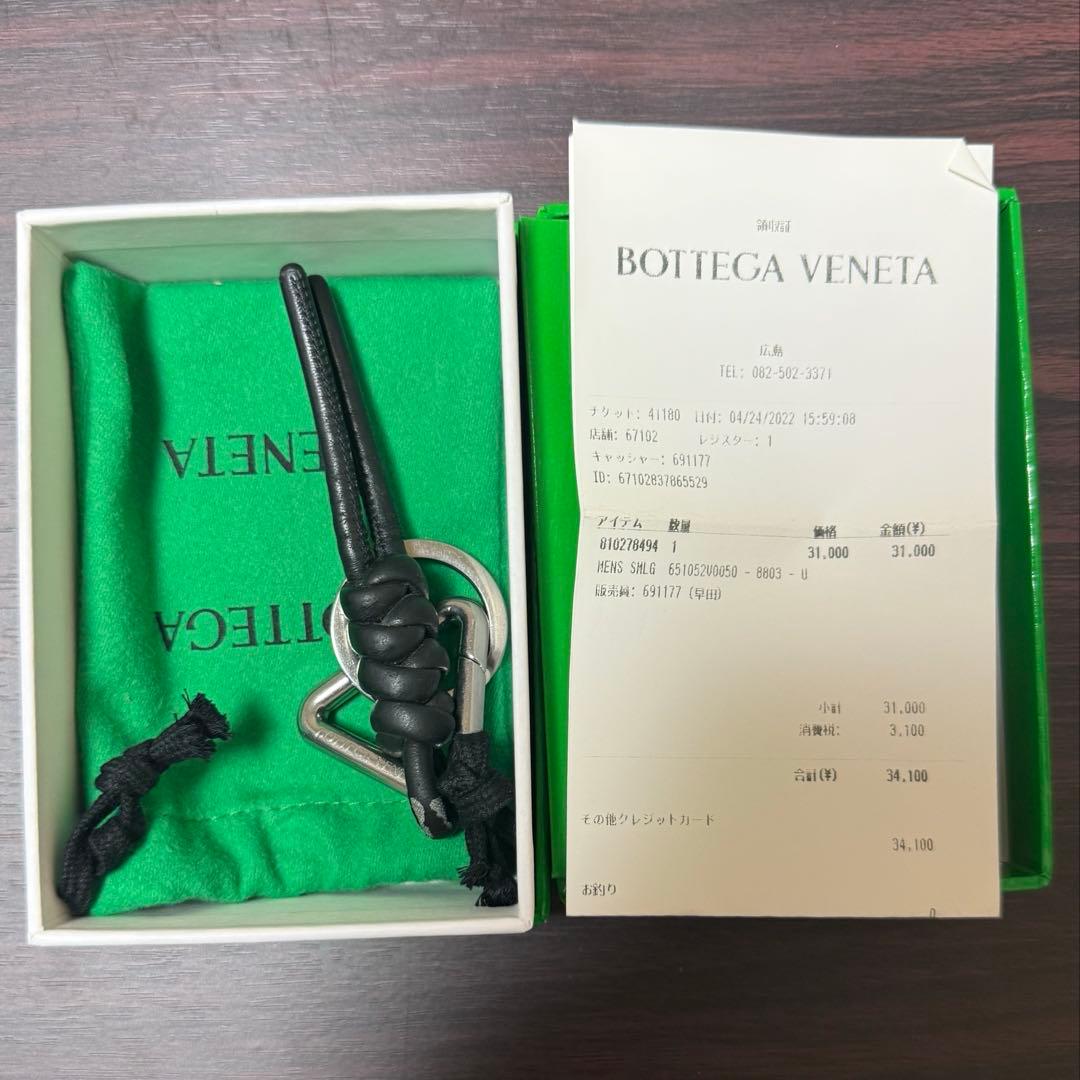 VENETA
BOTTEGA
領収証
BOTTEGA VENETA
広島
TEL: 082-502-3371
チケット: 41180 日付: 04/24/2022 15:59:08
店舗: 67102 レジスター: 1
キャッシャー: 691177
ID: 67102837865529
アイテム 数量 価格 金額(¥)
810278494 1 31,000 31,000
MENS SMLG 651052V0050 - 8803 - U
販売員: 691177 (早田)
小計 31,000
消費税: 3,100
合計(¥) 34,100
その他クレジットカード
34,100
お釣り
0